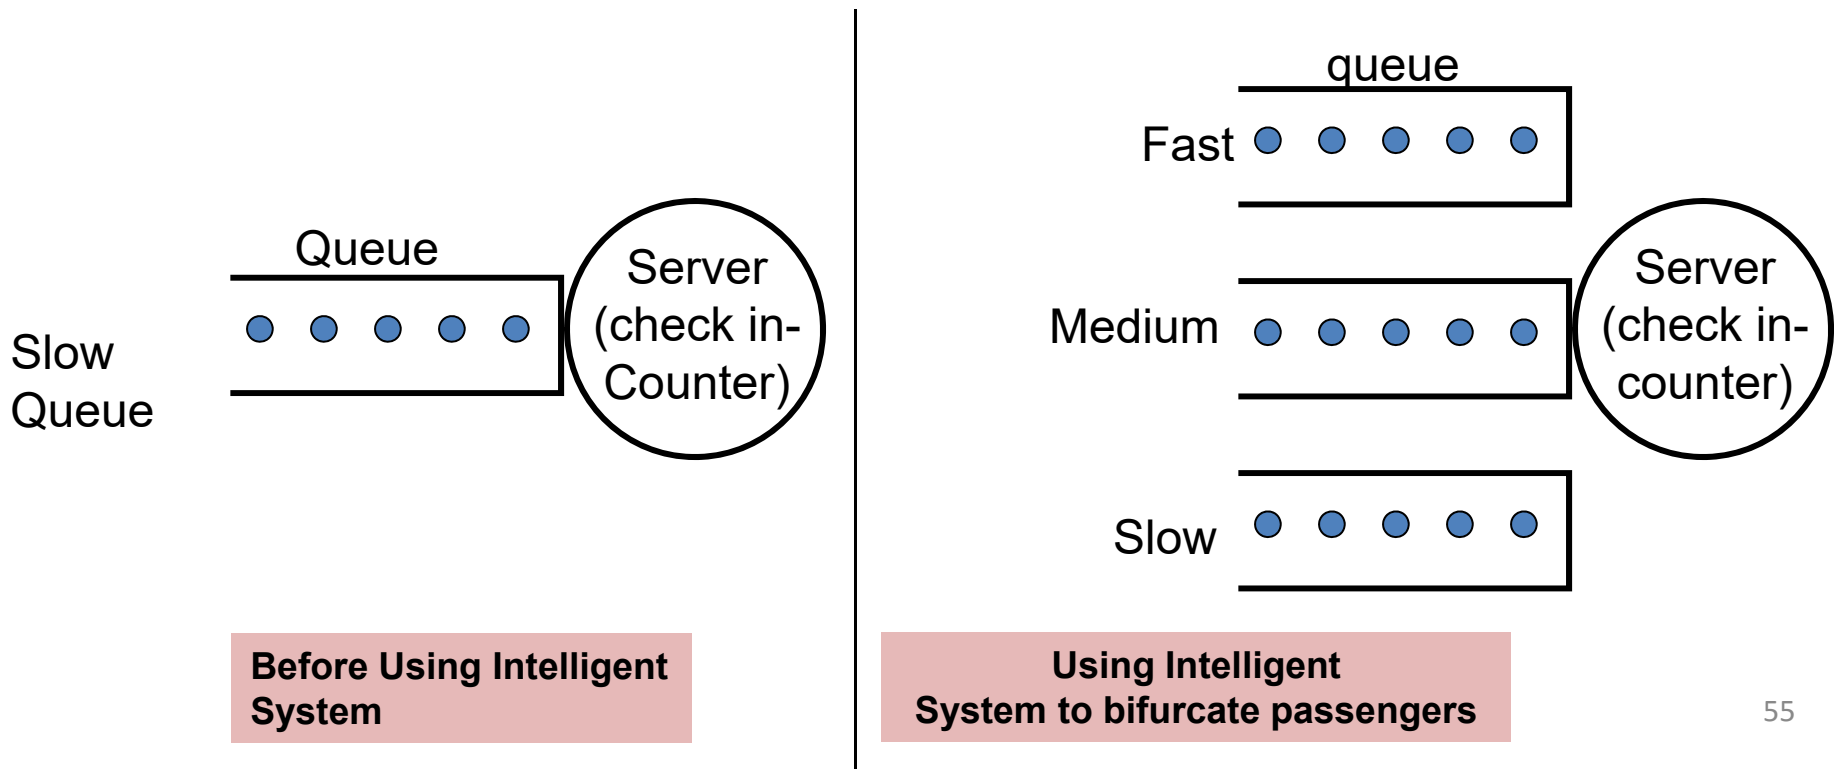 Queue
Slow
Queue
Server
(check in-
Counter)
Before Using Intelligent
System
queue
Fast
Medium
Slow
Server
(check in-
counter)
Using Intelligent
System to bifurcate passengers
55